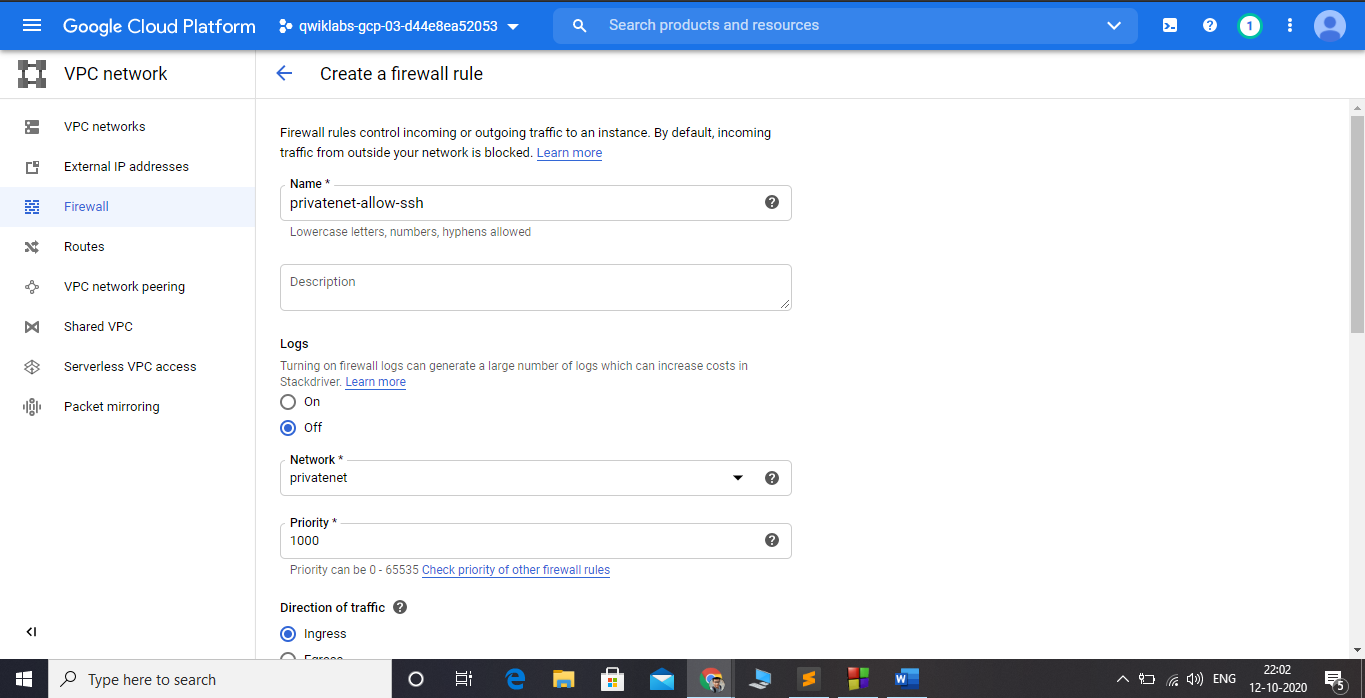 Google Cloud Platform
qwiklabs-gcp-03-d44e8ea52053
Search products and resources
1
VPC network
Create a firewall rule
VPC networks
External IP addresses
Firewall
Routes
VPC network peering
Shared VPC
Serverless VPC access
Packet mirroring
Firewall rules control incoming or outgoing traffic to an instance. By default, incoming
traffic from outside your network is blocked. Learn more
Name *
privatenet-allow-ssh
Lowercase letters, numbers, hyphens allowed
Description
Logs
Turning on firewall logs can generate a large number of logs which can increase costs in
Stackdriver. Learn more
On
Off
Network *
privatenet
Priority *
1000
Priority can be 0 - 65535 Check priority of other firewall rules
Direction of traffic
Ingress
Egress
Type here to search
ENG
22:02
12-10-2020
5